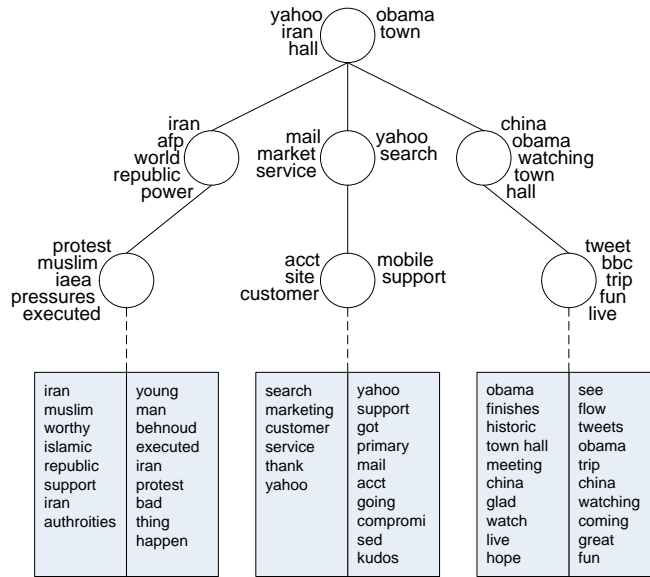 yahoo
iran
hall
obama
town
iran
afp
world
republic
power
mail
market
service
yahoo
search
china
obama
watching
town
hall
protest
muslim
iaea
pressures
executed
acct
site
customer
mobile
support
tweet
bbc
trip
fun
live
iran
muslim
worthy
islamic
republic
support
iran
authroities
young
man
behnoud
executed
iran
protest
bad
thing
happen
search
marketing
customer
service
thank
yahoo
yahoo
support
got
primary
mail
acct
going
compromi
sed
kudos
obama
finishes
historic
town hall
meeting
china
glad
watch
live
hope
see
flow
tweets
obama
trip
china
watching
coming
great
fun